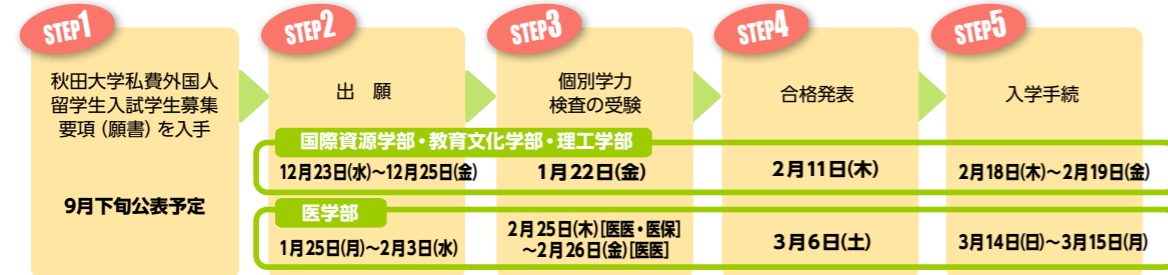 STEP1
秋田大学私費外国人
留学生入試学生募集
要項（願書）を入手
9月下旬公表予定
STEP2
出　願
STEP3
個別学力
検査の受験
STEP4
合格発表
STEP5
入学手続
国際資源学部・教育文化学部・理工学部
12月23日(水)～12月25日(金)
1月22日(金)
2月11日(木)
2月18日(木)～2月19日(金)
医学部
1月25日(月)～2月3日(水)
2月25日(木)[医医・医保]
～2月26日(金)[医医]
3月6日(土)
3月14日(日)～3月15日(月)